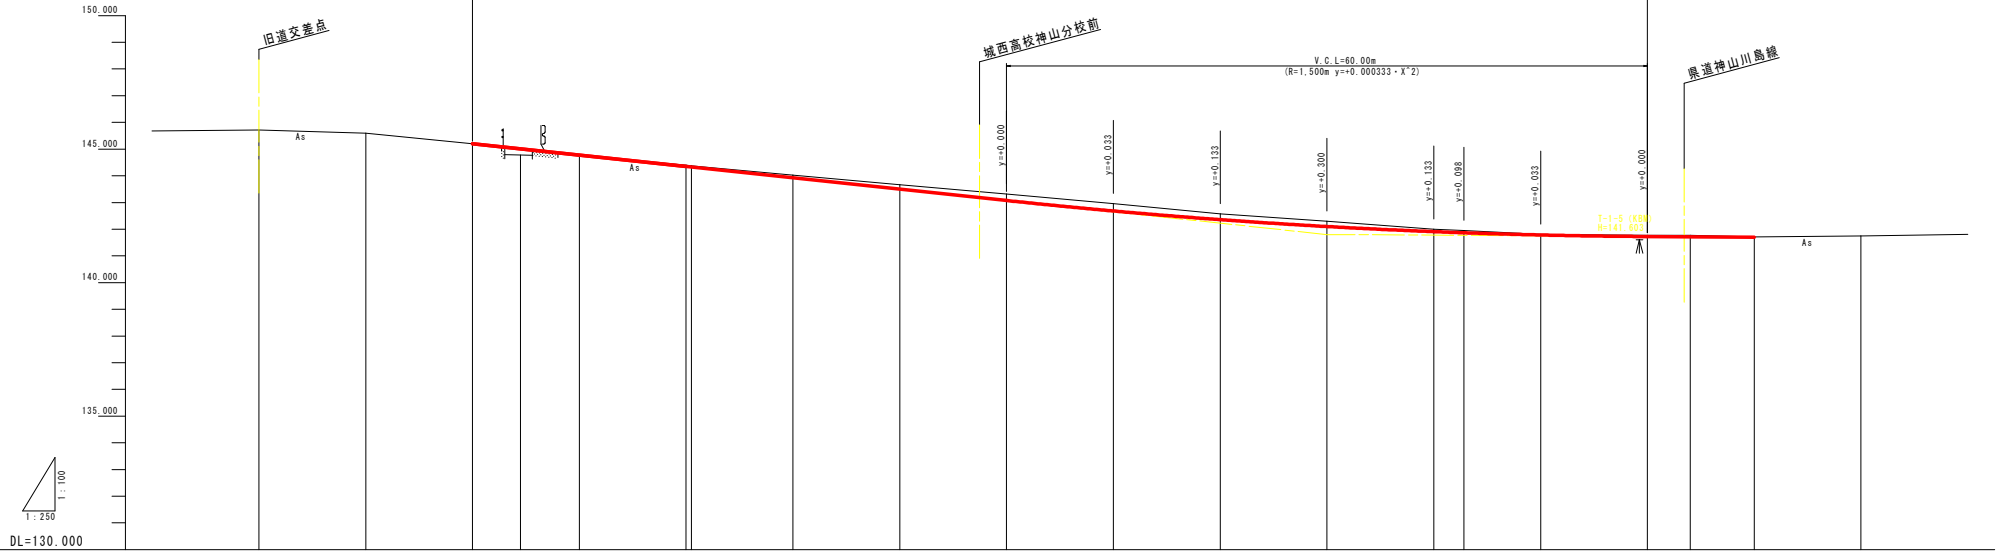 150.000
旧道交差点
城西高校神山分校前
V.C.L=60.00m
(R=1,500m y=+0.000333・X^2)
県道神山川島線
As
145.000
As
y=+0.000
y=+0.033
y=+0.133
y=+0.300
y=+0.133
y=+0.098
y=+0.033
y=+0.000
As
140.000
135.000
1:100
1:250
DL=130.000